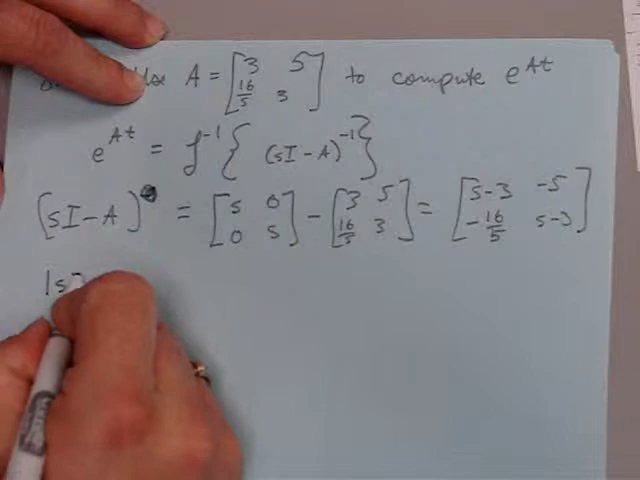 A = [3 5; 16/5 3] to compute e^{At}
e^{At} = ℒ^{-1}{ (sI-A)^{-1} }
(sI-A) = [s 0; 0 s] - [3 5; 16/5 3] = [s-3 -5; -16/5 s-3]
|s